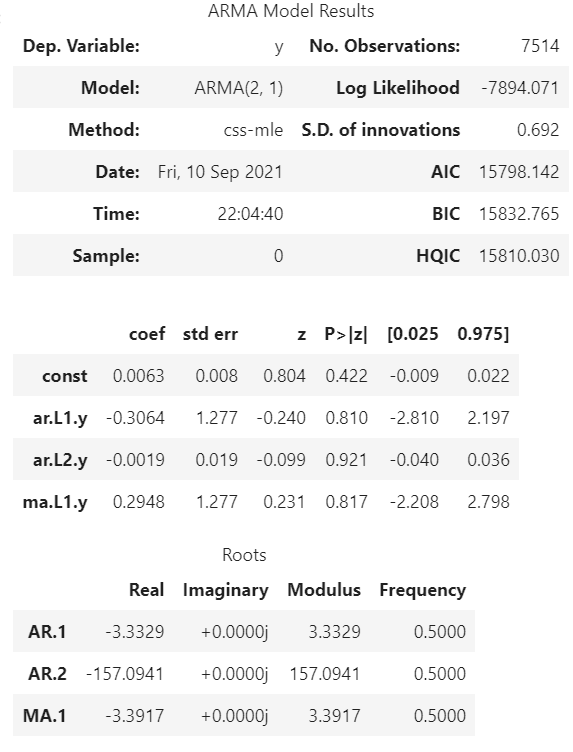 ARMA Model Results
Dep. Variable: y No. Observations: 7514
Model: ARMA(2, 1) Log Likelihood -7894.071
Method: css-mle S.D. of innovations 0.692
Date: Fri, 10 Sep 2021 AIC 15798.142
Time: 22:04:40 BIC 15832.765
Sample: 0 HQIC 15810.030
coef std err z P>|z| [0.025 0.975]
const 0.0063 0.008 0.804 0.422 -0.009 0.022
ar.L1.y -0.3064 1.277 -0.240 0.810 -2.810 2.197
ar.L2.y -0.0019 0.019 -0.099 0.921 -0.040 0.036
ma.L1.y 0.2948 1.277 0.231 0.817 -2.208 2.798
Roots
Real Imaginary Modulus Frequency
AR.1 -3.3329 +0.0000j 3.3329 0.5000
AR.2 -157.0941 +0.0000j 157.0941 0.5000
MA.1 -3.3917 +0.0000j 3.3917 0.5000